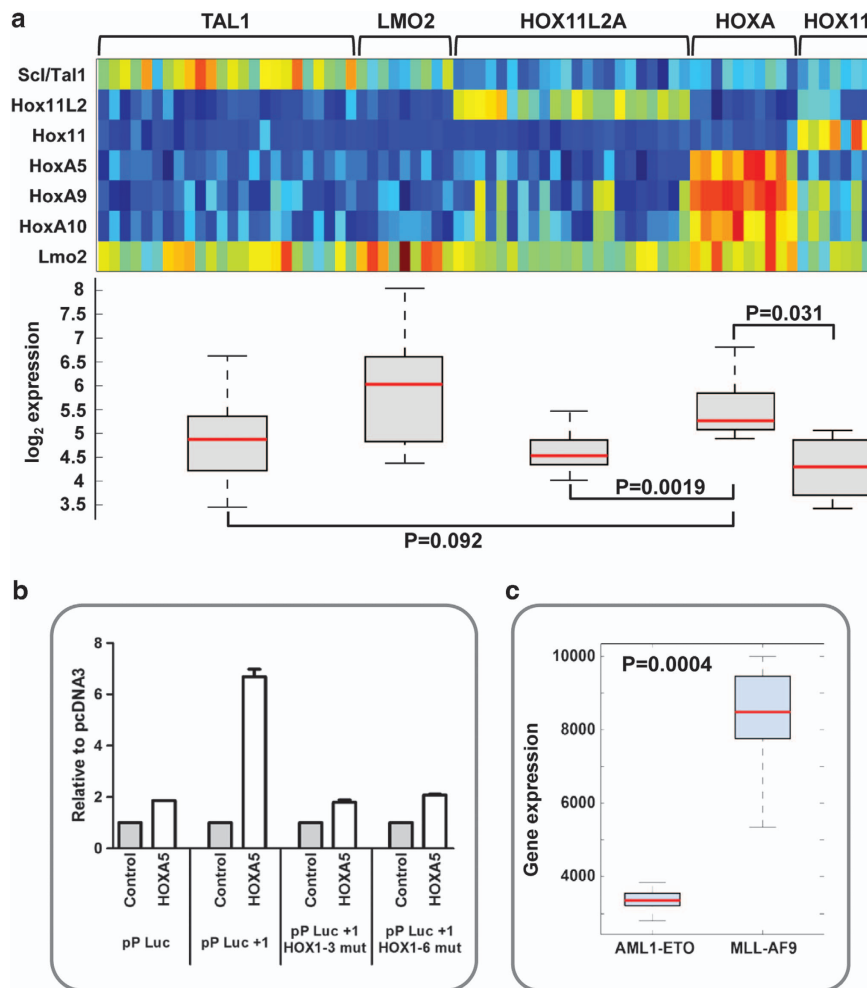 a
TAL1 LMO2 HOX11L2A HOXA HOX11
Scl/Tal1
Hox11L2
Hox11
HoxA5
HoxA9
HoxA10
Lmo2
log2 expression
8
7.5
7
6.5
6
5.5
5
4.5
4
3.5
P=0.031
P=0.0019
P=0.092
b
Relative to pcDNA3
8
6
4
2
0
Control HOXA5 Control HOXA5 Control HOXA5 Control HOXA5
pP Luc pP Luc +1 pP Luc +1 pP Luc +1
HOX1-3 mut HOX1-6 mut
c
P=0.0004
Gene expression
10000
8000
6000
4000
AML1-ETO MLL-AF9